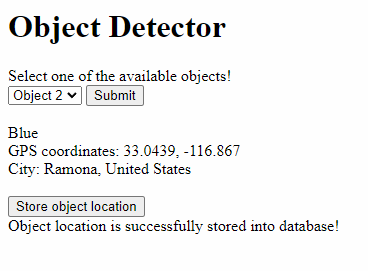 Object Detector
Select one of the available objects!
Object 2 Submit
Blue
GPS coordinates: 33.0439, -116.867
City: Ramona, United States
Store object location
Object location is successfully stored into database!